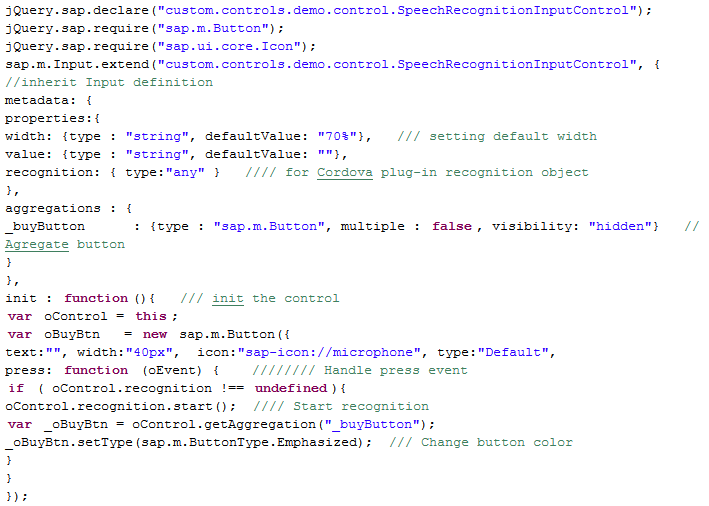 jQuery.sap.declare("custom.controls.demo.control.SpeechRecognitionInputControl");
jQuery.sap.require("sap.m.Button");
jQuery.sap.require("sap.ui.core.Icon");
sap.m.Input.extend("custom.controls.demo.control.SpeechRecognitionInputControl", {
//inherit Input definition
metadata: {
properties:{
width: {type : "string", defaultValue: "70%"},   /// setting default width
value: {type : "string", defaultValue: ""},
recognition: { type:"any" }   //// for Cordova plug-in recognition object
},
aggregations : {
_buyButton      : {type : "sap.m.Button", multiple : false, visibility: "hidden"}   //
Agregate button
}
},
init : function(){   /// init the control
var oControl = this;
var oBuyBtn   = new sap.m.Button({
text:"", width:"40px",  icon:"sap-icon://microphone", type:"Default",
press: function (oEvent) {    //////// Handle press event
if ( oControl.recognition !== undefined){
oControl.recognition.start();  //// Start recognition
var _oBuyBtn = oControl.getAggregation("_buyButton");
_oBuyBtn.setType(sap.m.ButtonType.Emphasized);  /// Change button color
}
}
});